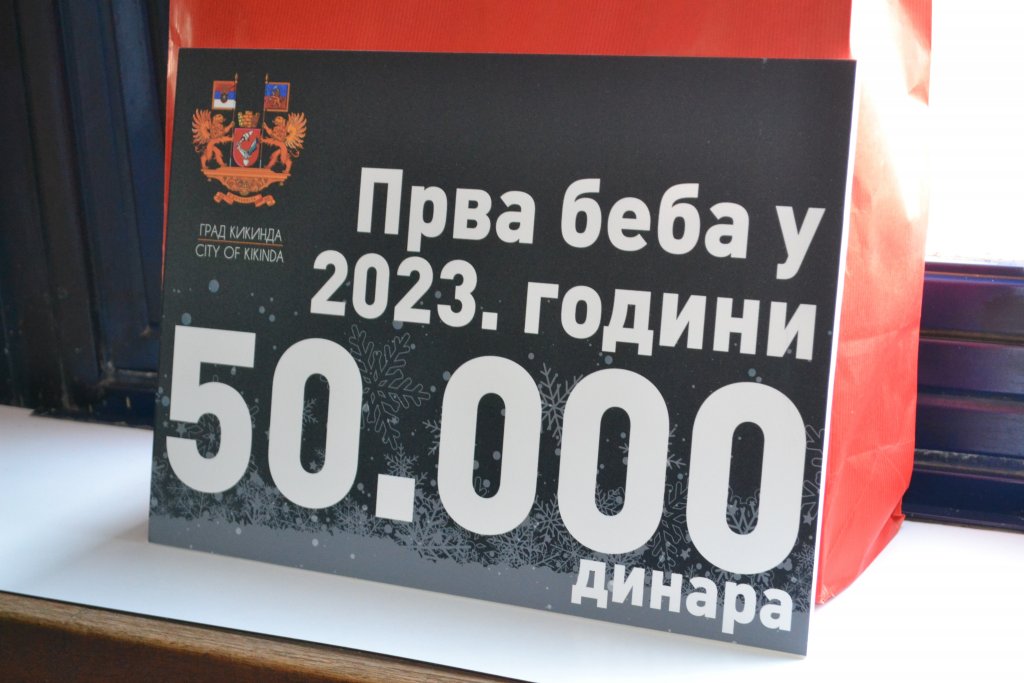 ГРАД КИКИНДА
CITY OF KIKINDA
Прва беба у
2023. години
50.000
динара